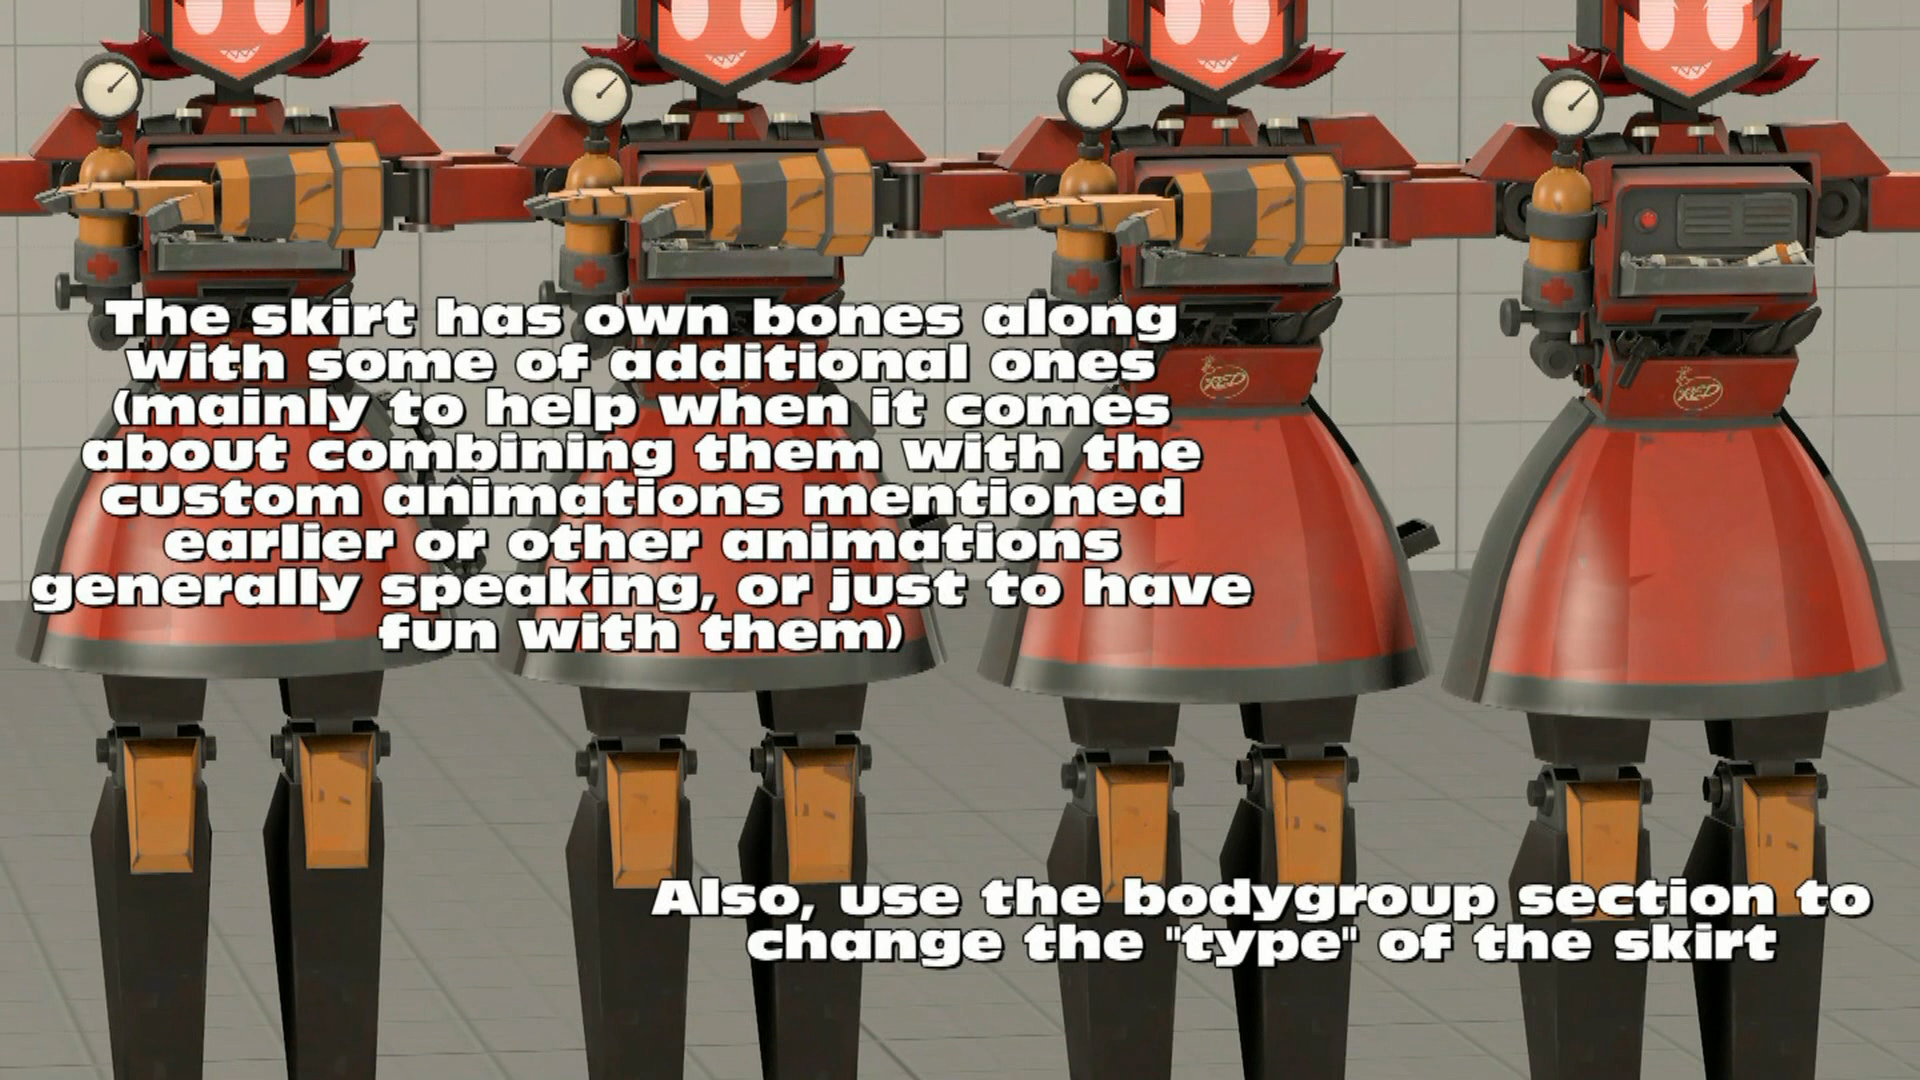 The skirt has own bones along
with some of additional ones
(mainly to help when it comes
about combining them with the
custom animations mentioned
earlier or other animations
generally speaking, or just to have
fun with them)
RED
RED
Also, use the bodygroup section to
change the "type" of the skirt